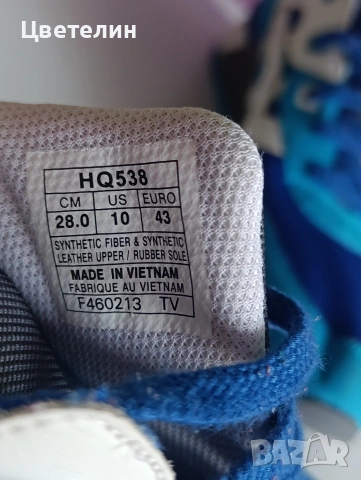 Цветелин
HQ538
CM US EURO
28.0 10 43
SYNTHETIC FIBER & SYNTHETIC
LEATHER UPPER / RUBBER SOLE
MADE IN VIETNAM
FABRIQUE AU VIETNAM
F460213 TV
BAZAR